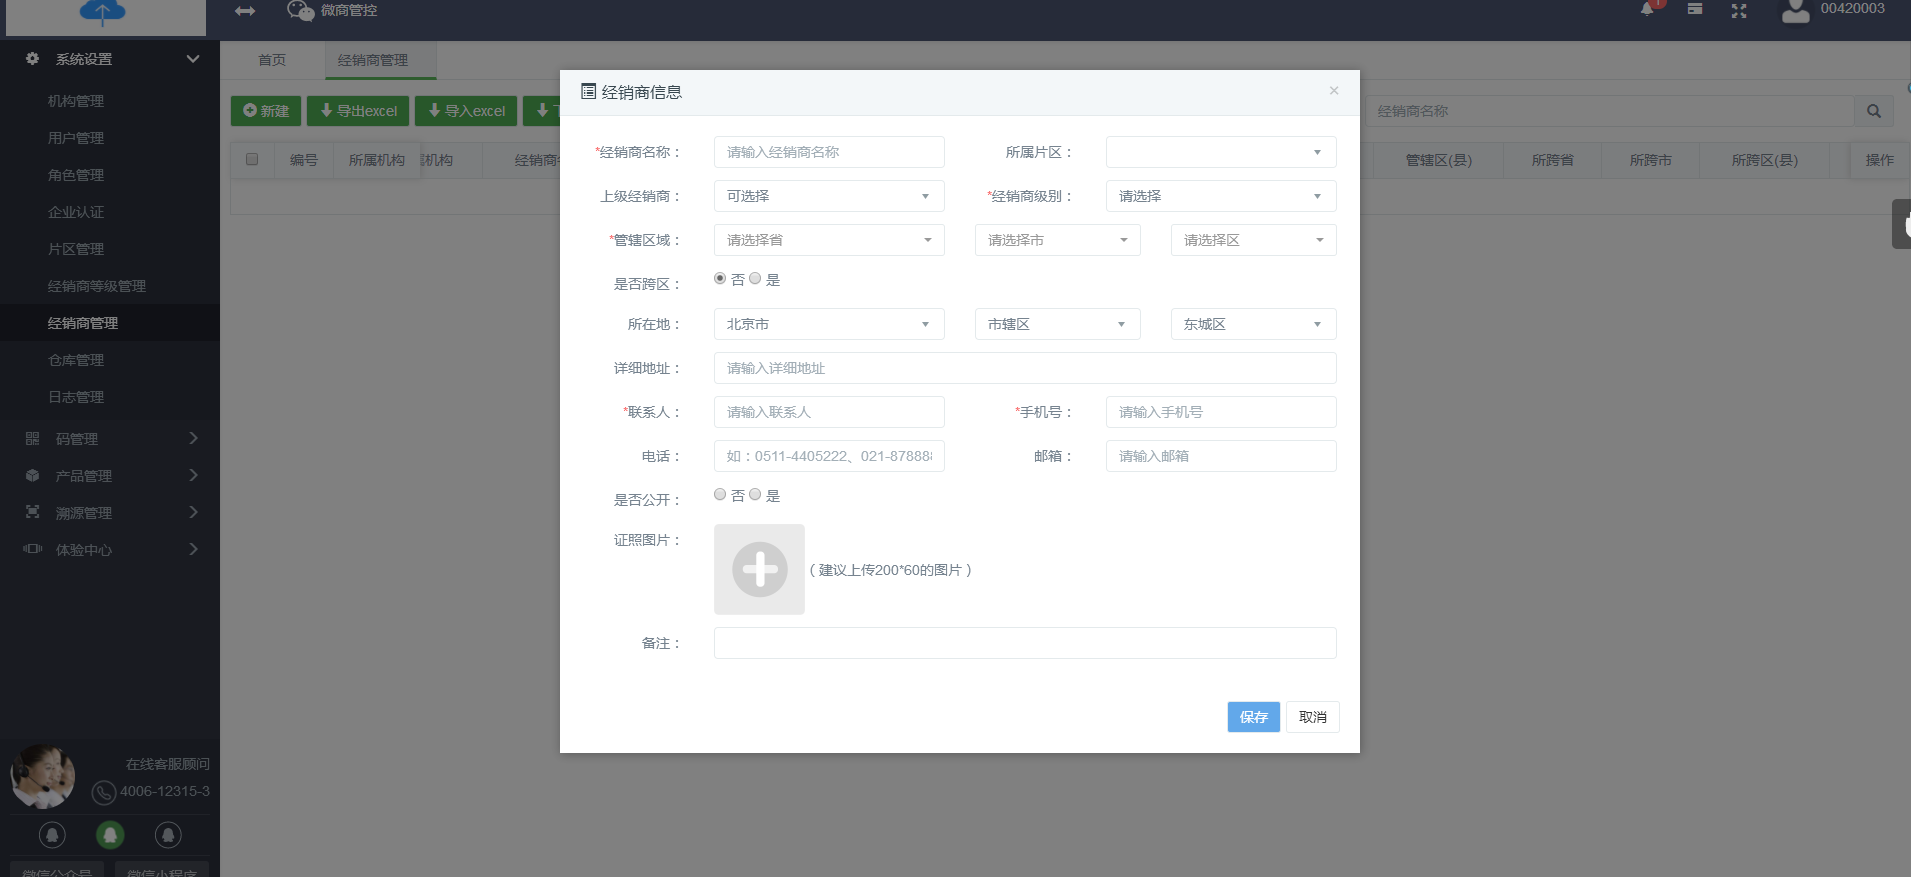 微商管控
1
00420003
系统设置
机构管理
用户管理
角色管理
企业认证
片区管理
经销商等级管理
经销商管理
仓库管理
日志管理
码管理
产品管理
溯源管理
体验中心
在线客服顾问
4006-12315-3
微信公众号
微信小程序
首页
经销商管理
新建
导出excel
导入excel
经销商名称
编号
所属机构
机构
经销商
管辖区(县)
所跨省
所跨市
所跨区(县)
操作
经销商信息
×
*经销商名称：
请输入经销商名称
所属片区：
上级经销商：
可选择
*经销商级别：
请选择
*管辖区域：
请选择省
请选择市
请选择区
是否跨区：
否
是
所在地：
北京市
市辖区
东城区
详细地址：
请输入详细地址
*联系人：
请输入联系人
*手机号：
请输入手机号
电话：
如：0511-4405222、021-87888
邮箱：
请输入邮箱
是否公开：
否
是
证照图片：
（建议上传200*60的图片）
备注：
保存
取消